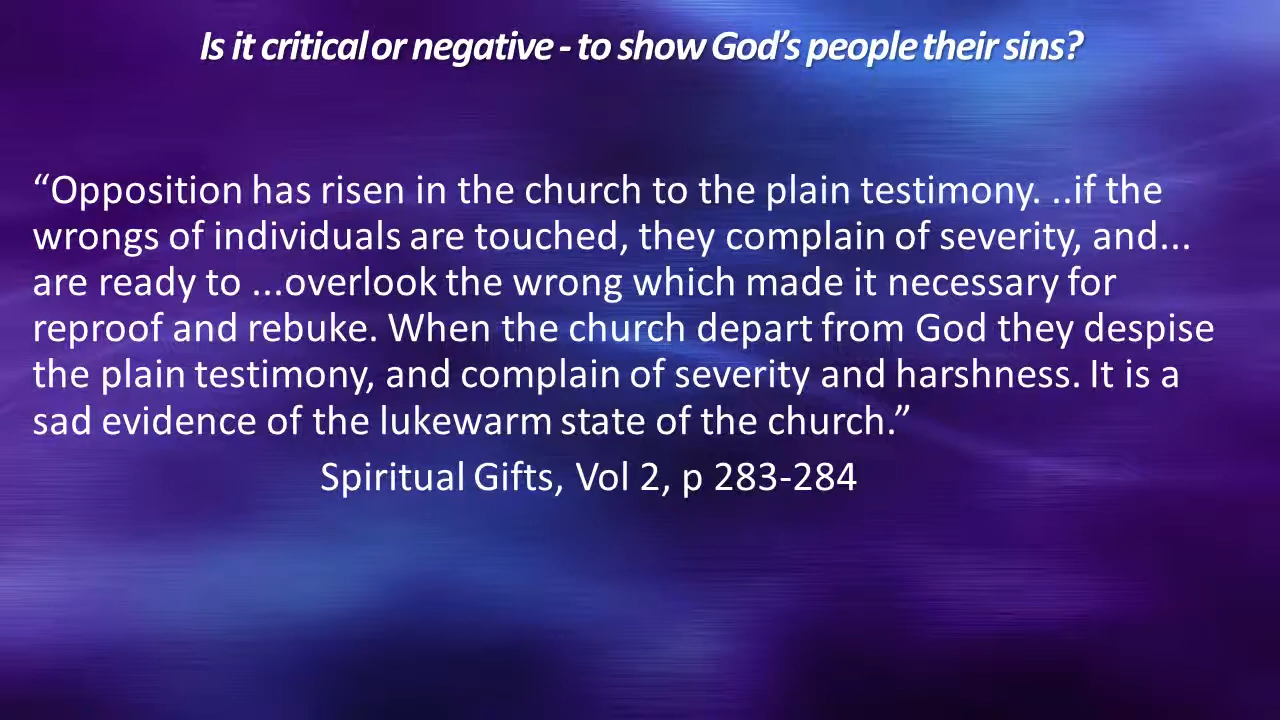 Is it critical or negative - to show God’s people their sins?
“Opposition has risen in the church to the plain testimony. ..if the
wrongs of individuals are touched, they complain of severity, and...
are ready to ...overlook the wrong which made it necessary for
reproof and rebuke. When the church depart from God they despise
the plain testimony, and complain of severity and harshness. It is a
sad evidence of the lukewarm state of the church.”
Spiritual Gifts, Vol 2, p 283-284